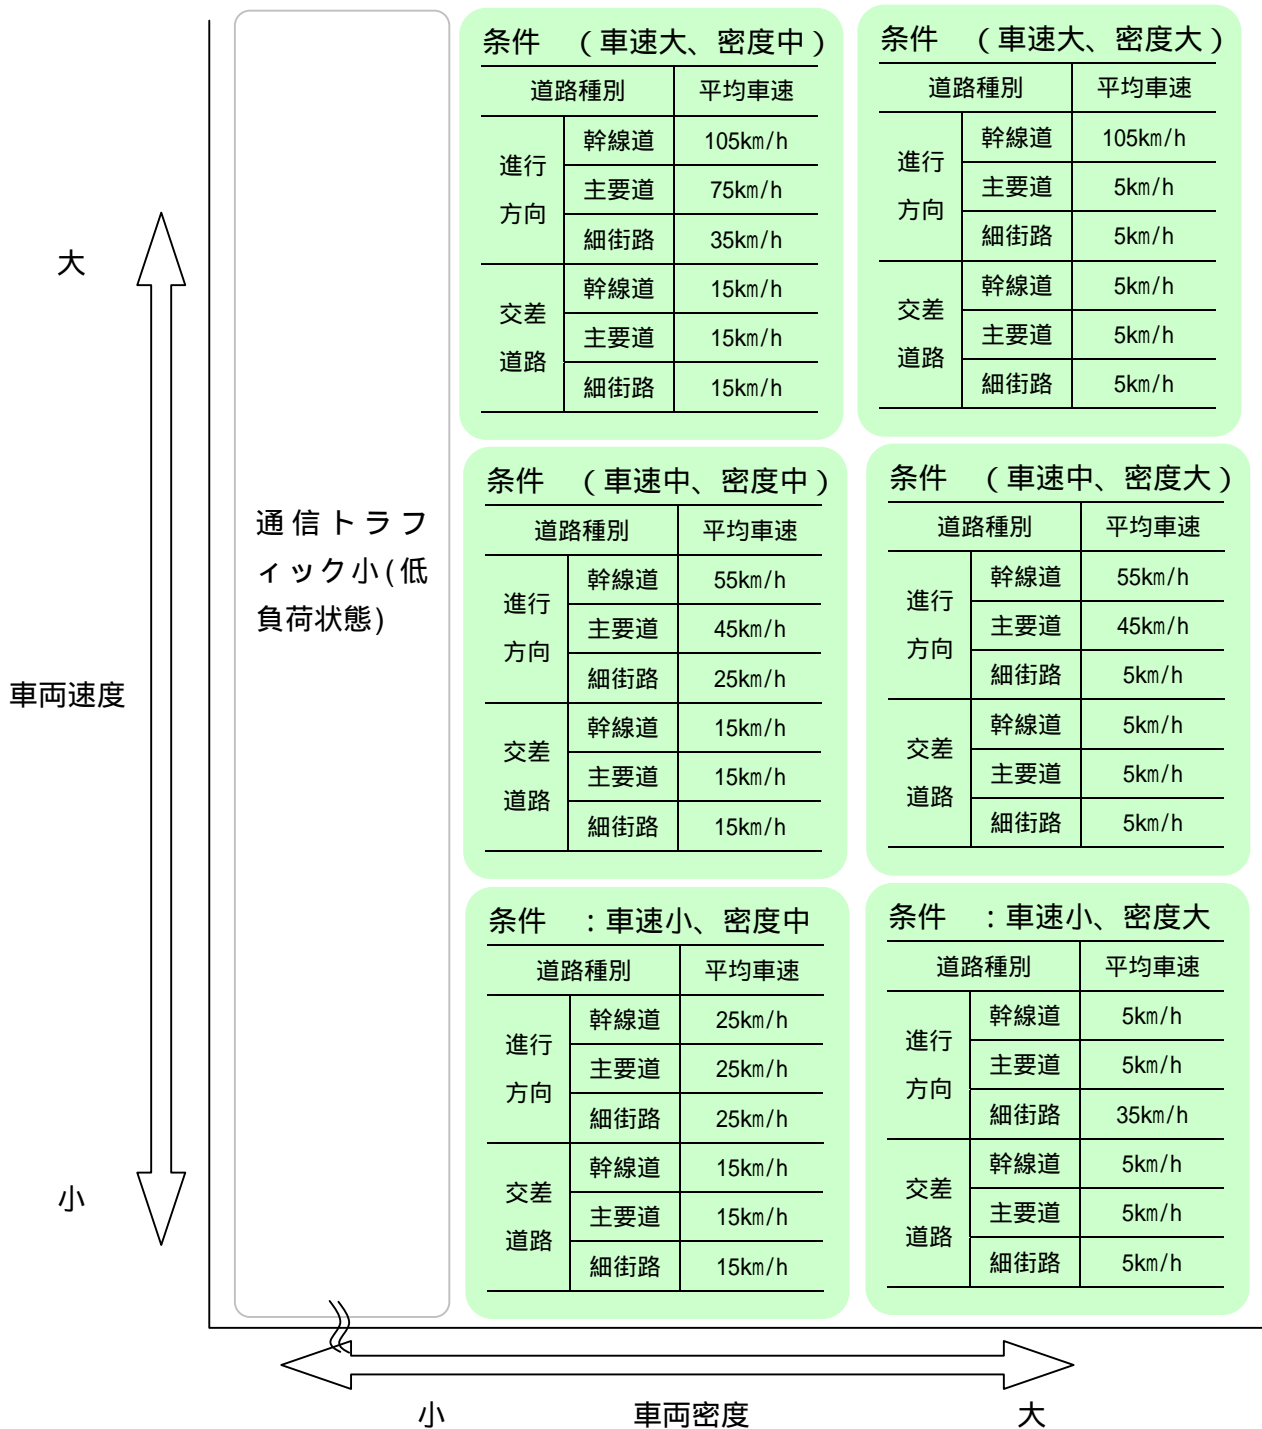 大
小
車両速度
通信トラフ
ィック小(低
負荷状態)
条件 （車速大、密度中）
道路種別 平均車速
進行
方向
幹線道 105km/h
主要道 75km/h
細街路 35km/h
交差
道路
幹線道 15km/h
主要道 15km/h
細街路 15km/h
条件 （車速大、密度大）
道路種別 平均車速
進行
方向
幹線道 105km/h
主要道 5km/h
細街路 5km/h
交差
道路
幹線道 5km/h
主要道 5km/h
細街路 5km/h
条件 （車速中、密度中）
道路種別 平均車速
進行
方向
幹線道 55km/h
主要道 45km/h
細街路 25km/h
交差
道路
幹線道 15km/h
主要道 15km/h
細街路 15km/h
条件 （車速中、密度大）
道路種別 平均車速
進行
方向
幹線道 55km/h
主要道 45km/h
細街路 5km/h
交差
道路
幹線道 5km/h
主要道 5km/h
細街路 5km/h
条件 ：車速小、密度中
道路種別 平均車速
進行
方向
幹線道 25km/h
主要道 25km/h
細街路 25km/h
交差
道路
幹線道 15km/h
主要道 15km/h
細街路 15km/h
条件 ：車速小、密度大
道路種別 平均車速
進行
方向
幹線道 5km/h
主要道 5km/h
細街路 35km/h
交差
道路
幹線道 5km/h
主要道 5km/h
細街路 5km/h
小 車両密度 大